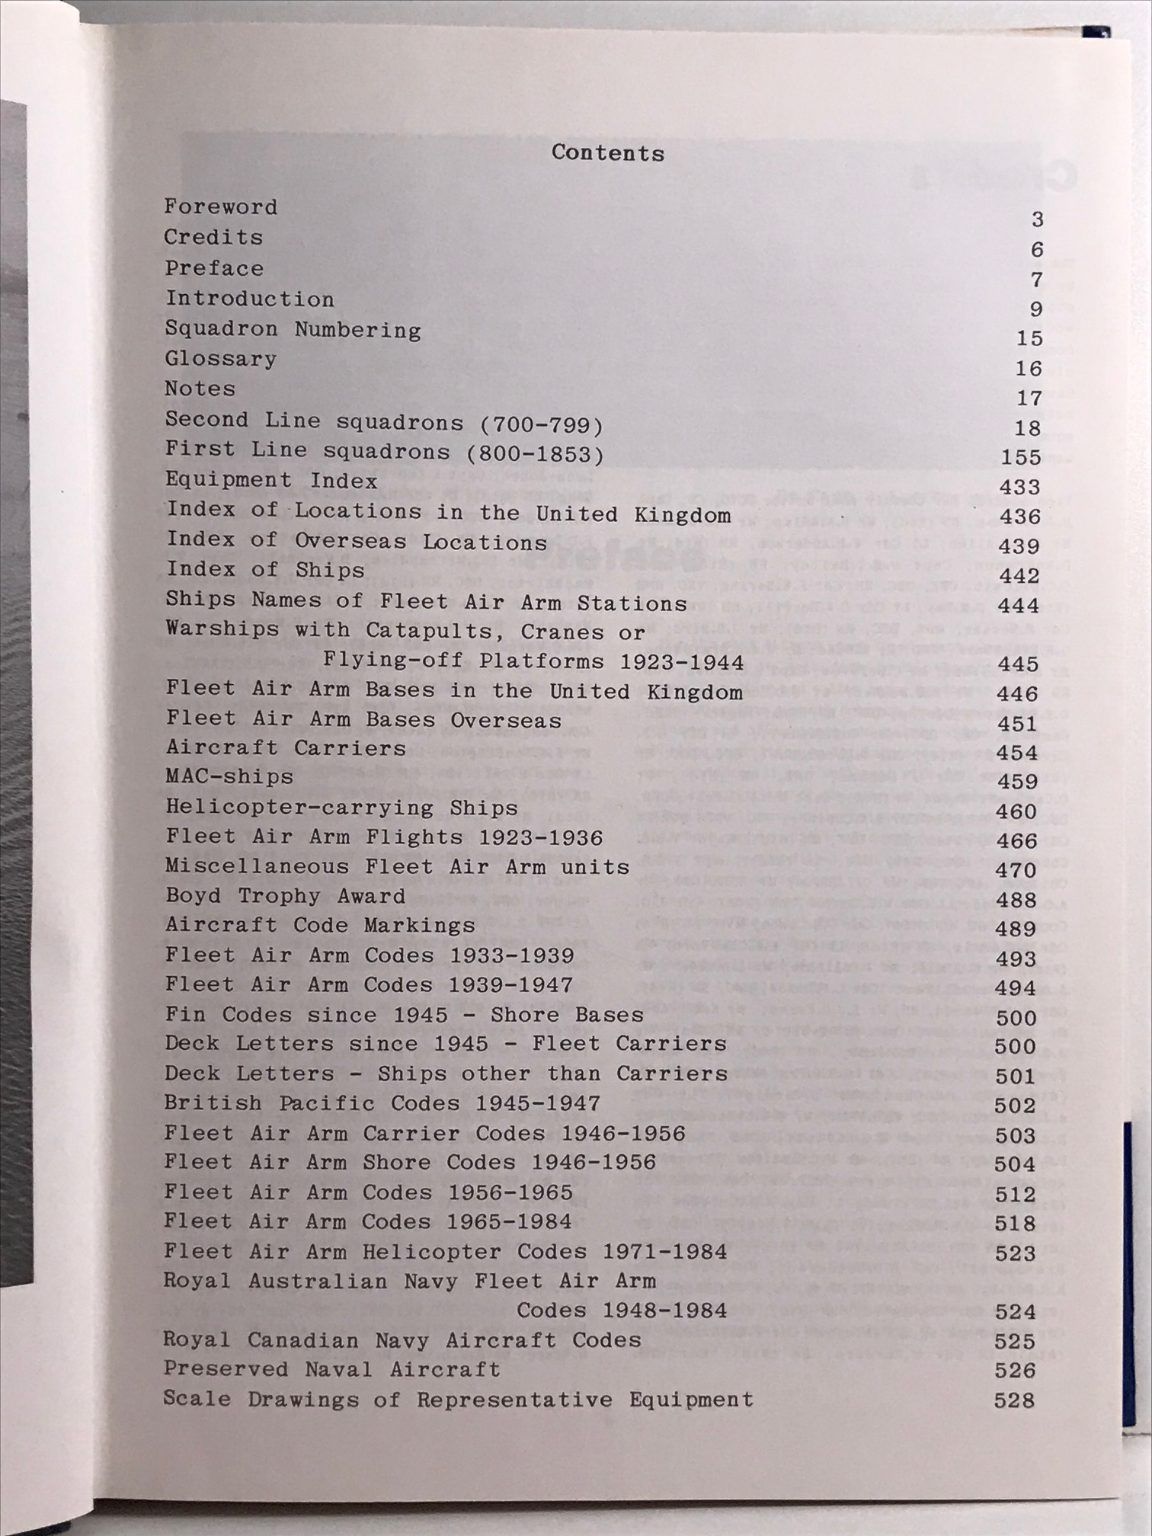 Contents
Foreword 3
Credits 6
Preface 7
Introduction 9
Squadron Numbering 15
Glossary 16
Notes 17
Second Line squadrons (700-799) 18
First Line squadrons (800-1853) 155
Equipment Index 433
Index of Locations in the United Kingdom 436
Index of Overseas Locations 439
Index of Ships 442
Ships Names of Fleet Air Arm Stations 444
Warships with Catapults, Cranes or
Flying-off Platforms 1923-1944 445
Fleet Air Arm Bases in the United Kingdom 446
Fleet Air Arm Bases Overseas 451
Aircraft Carriers 454
MAC-ships 459
Helicopter-carrying Ships 460
Fleet Air Arm Flights 1923-1936 466
Miscellaneous Fleet Air Arm units 470
Boyd Trophy Award 488
Aircraft Code Markings 489
Fleet Air Arm Codes 1933-1939 493
Fleet Air Arm Codes 1939-1947 494
Fin Codes since 1945 - Shore Bases 500
Deck Letters since 1945 - Fleet Carriers 500
Deck Letters - Ships other than Carriers 501
British Pacific Codes 1945-1947 502
Fleet Air Arm Carrier Codes 1946-1956 503
Fleet Air Arm Shore Codes 1946-1956 504
Fleet Air Arm Codes 1956-1965 512
Fleet Air Arm Codes 1965-1984 518
Fleet Air Arm Helicopter Codes 1971-1984 523
Royal Australian Navy Fleet Air Arm
Codes 1948-1984 524
Royal Canadian Navy Aircraft Codes 525
Preserved Naval Aircraft 526
Scale Drawings of Representative Equipment 528